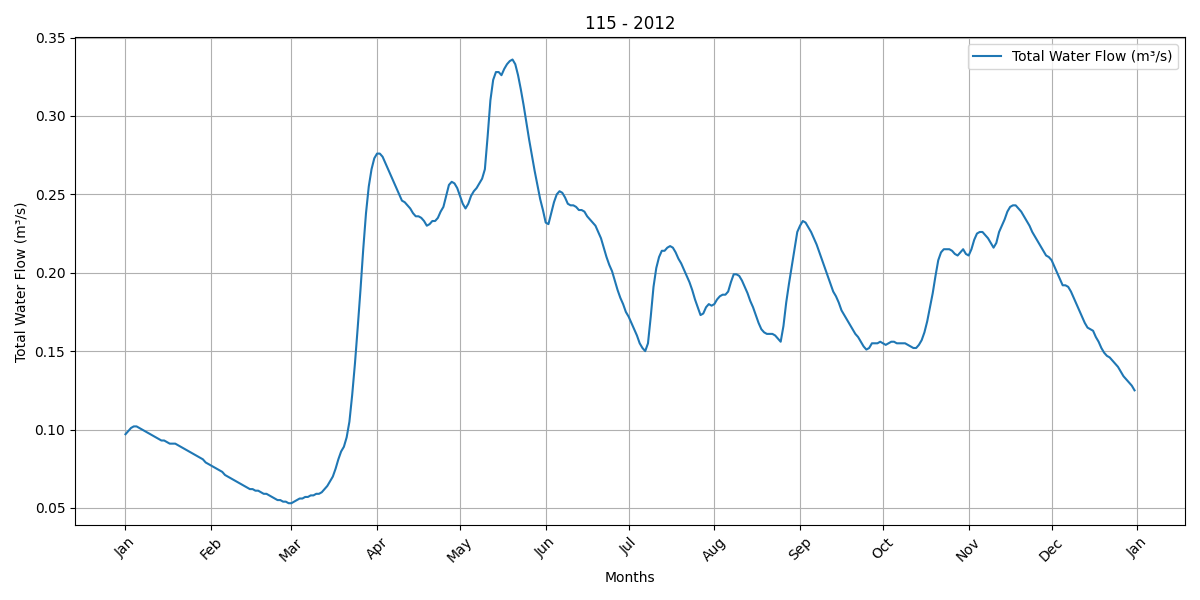 115 - 2012
Total Water Flow (m³/s)
0.35
0.30
0.25
0.20
0.15
0.10
0.05
Total Water Flow (m³/s)
Jan
Feb
Mar
Apr
May
Jun
Jul
Aug
Sep
Oct
Nov
Dec
Jan
Months